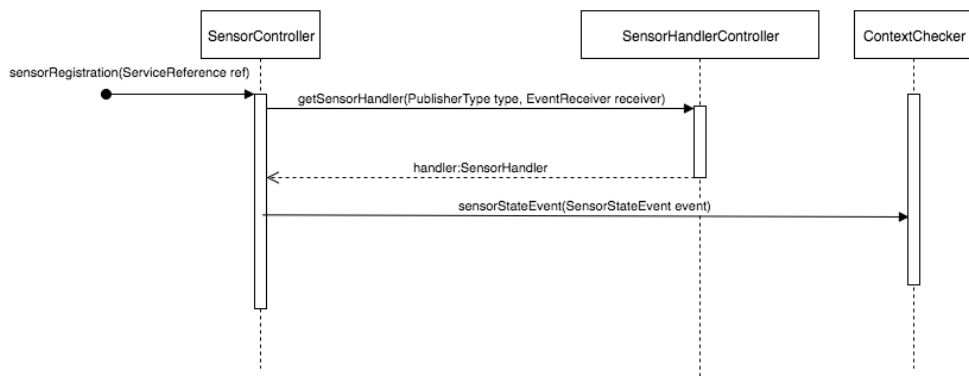 SensorController
SensorHandlerController
ContextChecker
sensorRegistration(ServiceReference ref)
getSensorHandler(PublisherType type, EventReceiver receiver)
handler:SensorHandler
sensorStateEvent(SensorStateEvent event)